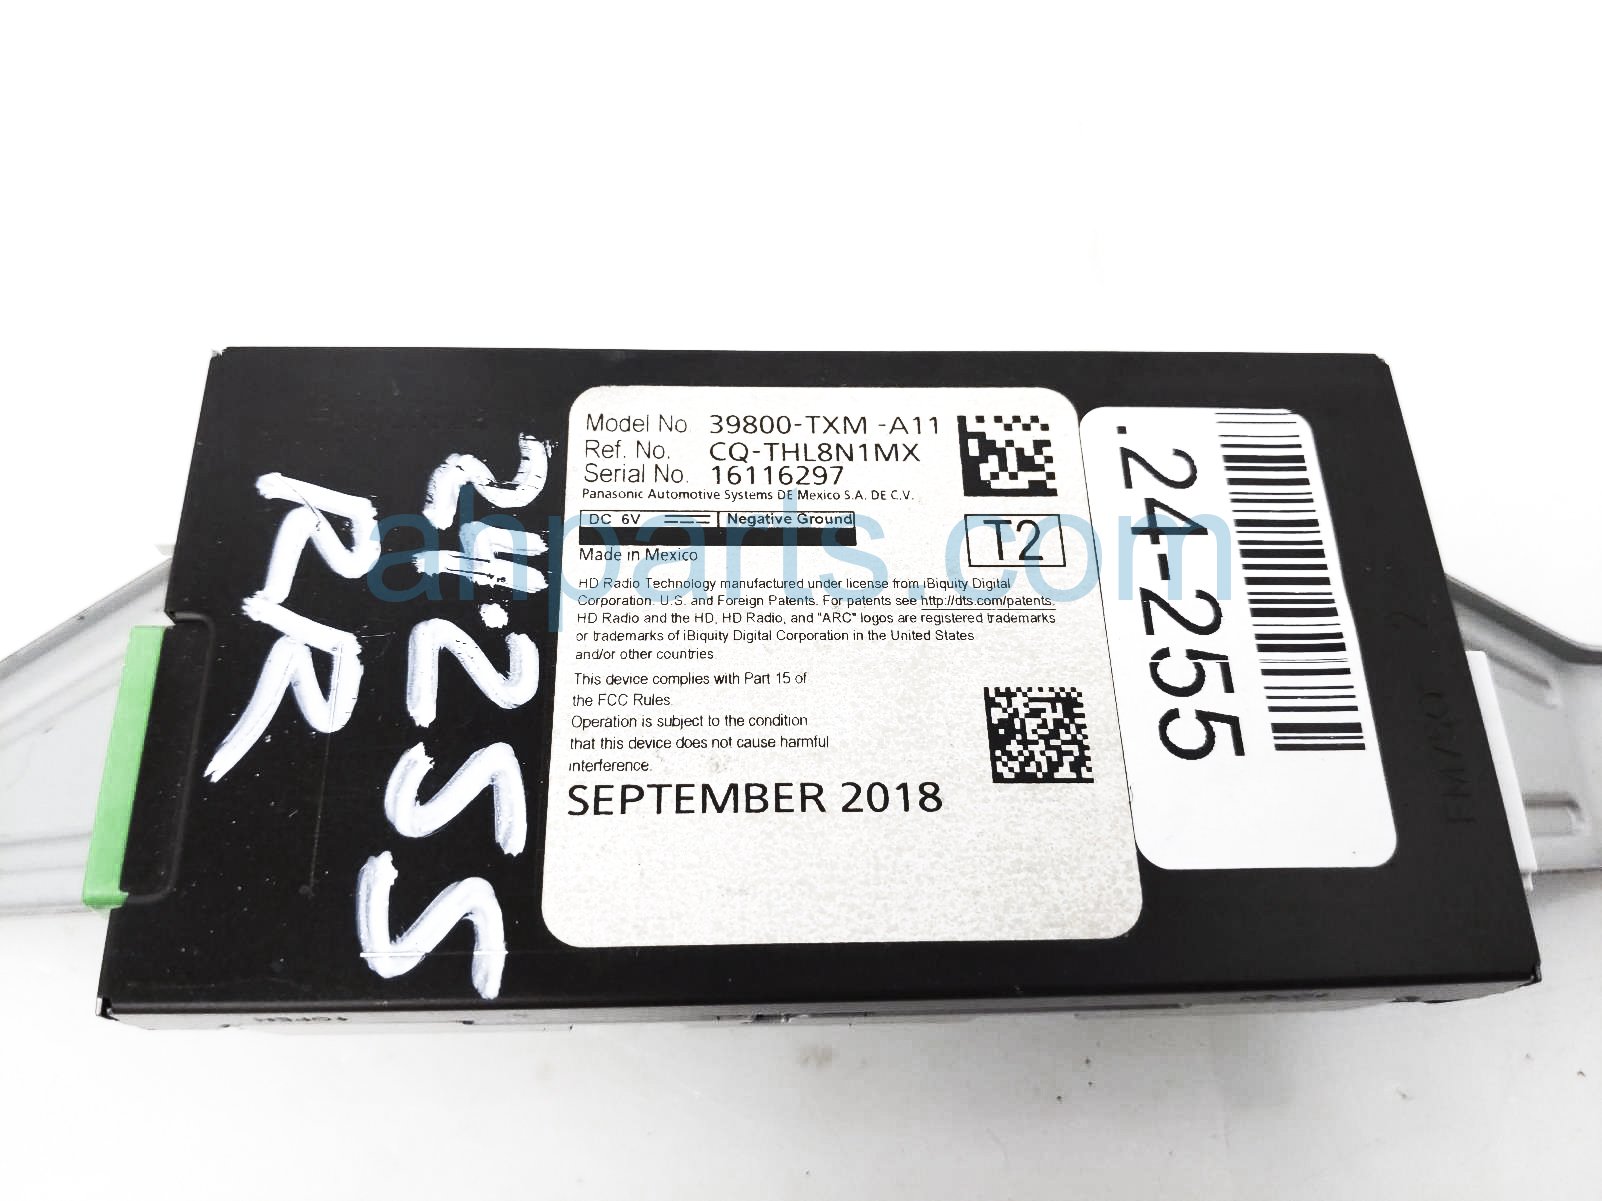 Model No 39800-TXM -A11
Ref. No. CQ-THL8N1MX
Serial No. 16116297
Panasonic Automotive Systems DE Mexico S.A. DE C.V.
DC 6V Negative Ground
Made in Mexico
T2
HD Radio Technology manufactured under license from iBiquity Digital
Corporation. U.S. and Foreign Patents. For patents see http://dts.com/patents.
HD Radio and the HD, HD Radio, and "ARC" logos are registered trademarks
or trademarks of iBiquity Digital Corporation in the United States
and/or other countries.
This device complies with Part 15 of
the FCC Rules.
Operation is subject to the condition
that this device does not cause harmful
interference.
SEPTEMBER 2018
.24-255
24.255
RR
ahparts.com